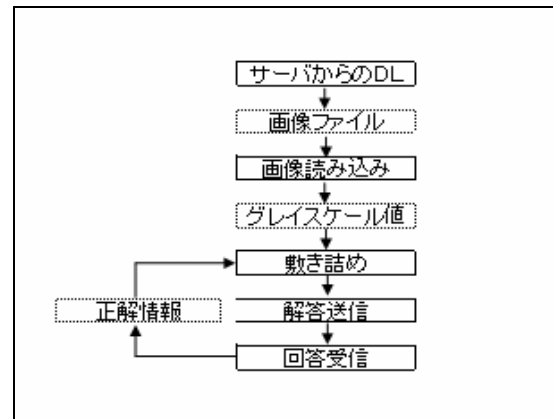 サーバからのDL
画像ファイル
画像読み込み
グレイスケール値
敷き詰め
正解情報
解答送信
回答受信